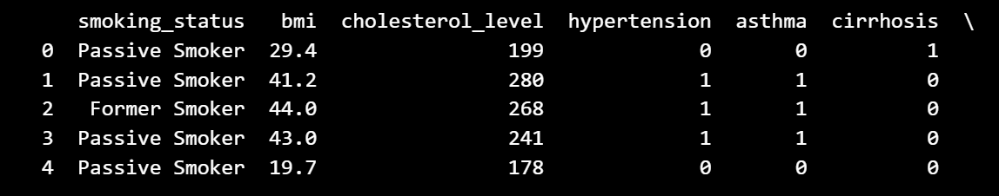 smoking_status bmi cholesterol_level hypertension asthma cirrhosis \
0 Passive Smoker 29.4 199 0 0 1
1 Passive Smoker 41.2 280 1 1 0
2 Former Smoker 44.0 268 1 1 0
3 Passive Smoker 43.0 241 1 1 0
4 Passive Smoker 19.7 178 0 0 0